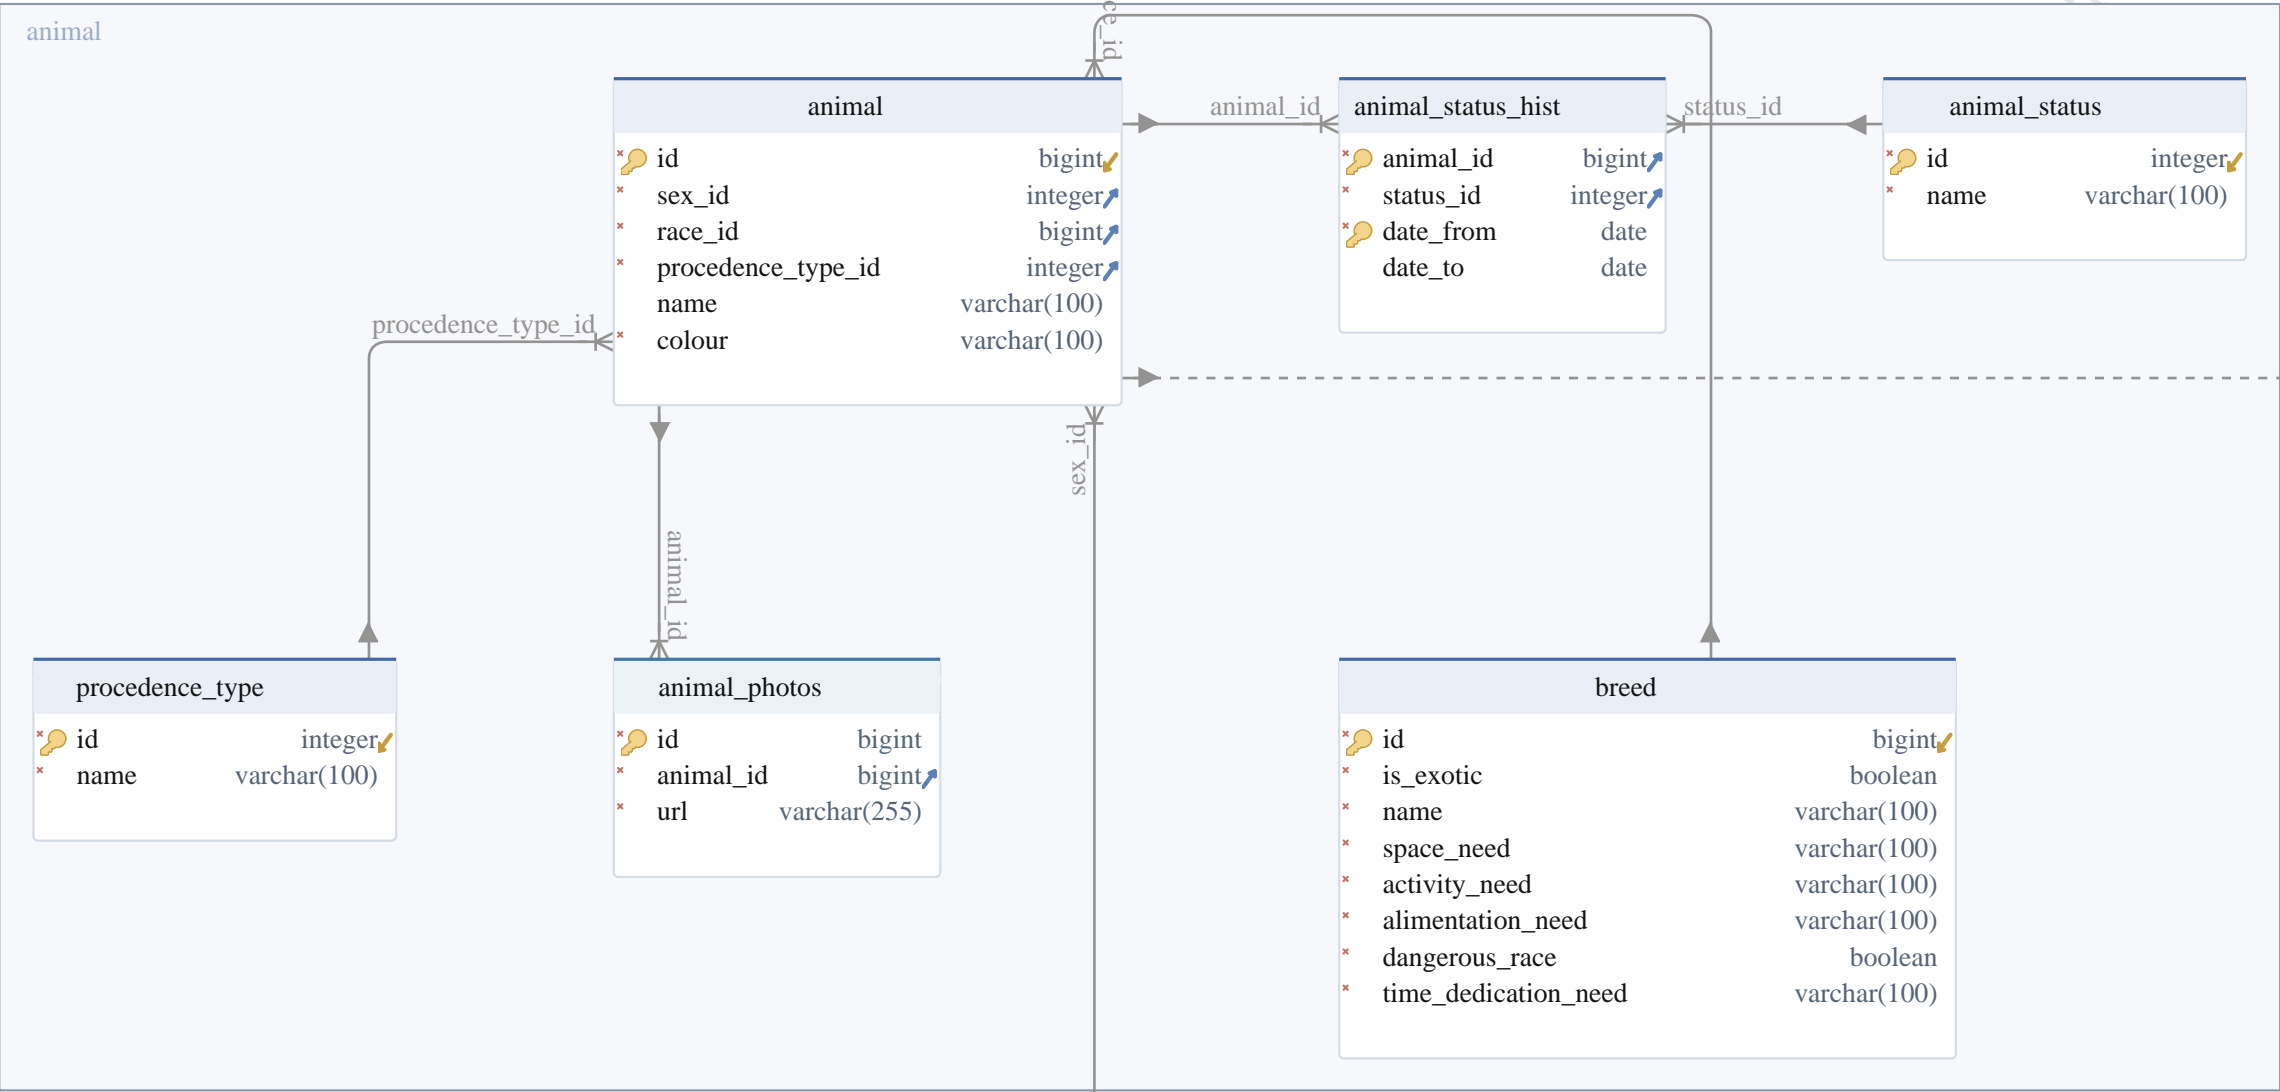 animal
ce_id
animal
id bigint
sex_id integer
race_id bigint
procedence_type_id integer
name varchar(100)
colour varchar(100)
animal_id
animal_status_hist
animal_id bigint
status_id integer
date_from date
date_to date
status_id
animal_status
id integer
name varchar(100)
procedence_type_id
sex_id
animal_id
procedence_type
id integer
name varchar(100)
animal_photos
id bigint
animal_id bigint
url varchar(255)
breed
id bigint
is_exotic boolean
name varchar(100)
space_need varchar(100)
activity_need varchar(100)
alimentation_need varchar(100)
dangerous_race boolean
time_dedication_need varchar(100)